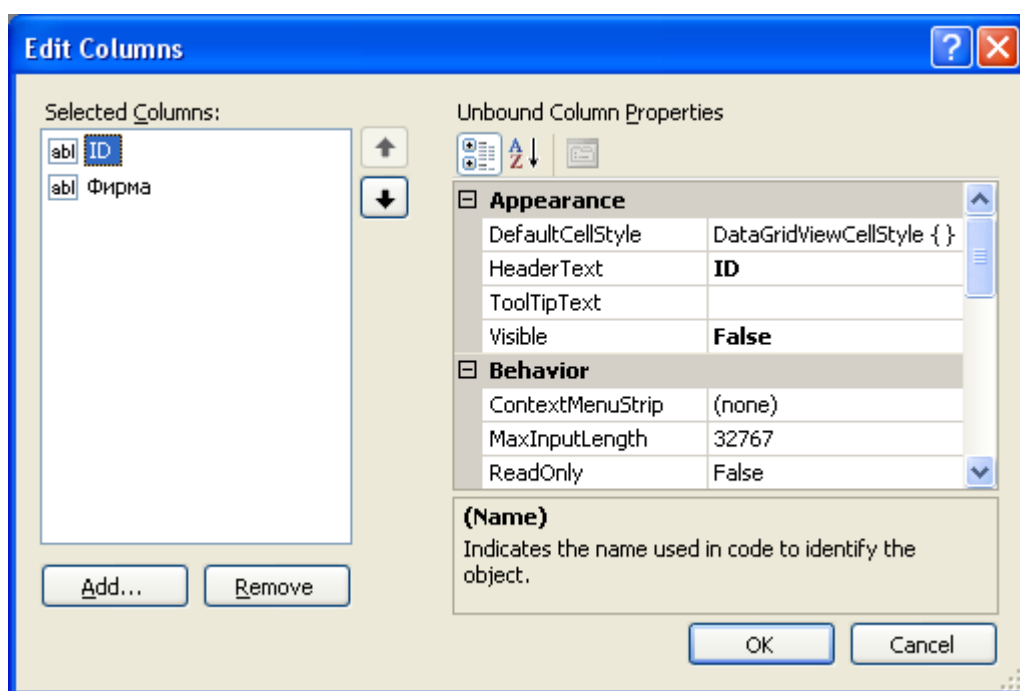 Edit Columns
Selected Columns:
abl ID
abl Фирма
Add...
Remove
Unbound Column Properties
A
Z
Appearance
DefaultCellStyle DataGridViewCellStyle { }
HeaderText ID
ToolTipText
Visible False
Behavior
ContextMenuStrip (none)
MaxInputLength 32767
ReadOnly False
(Name)
Indicates the name used in code to identify the
object.
OK
Cancel